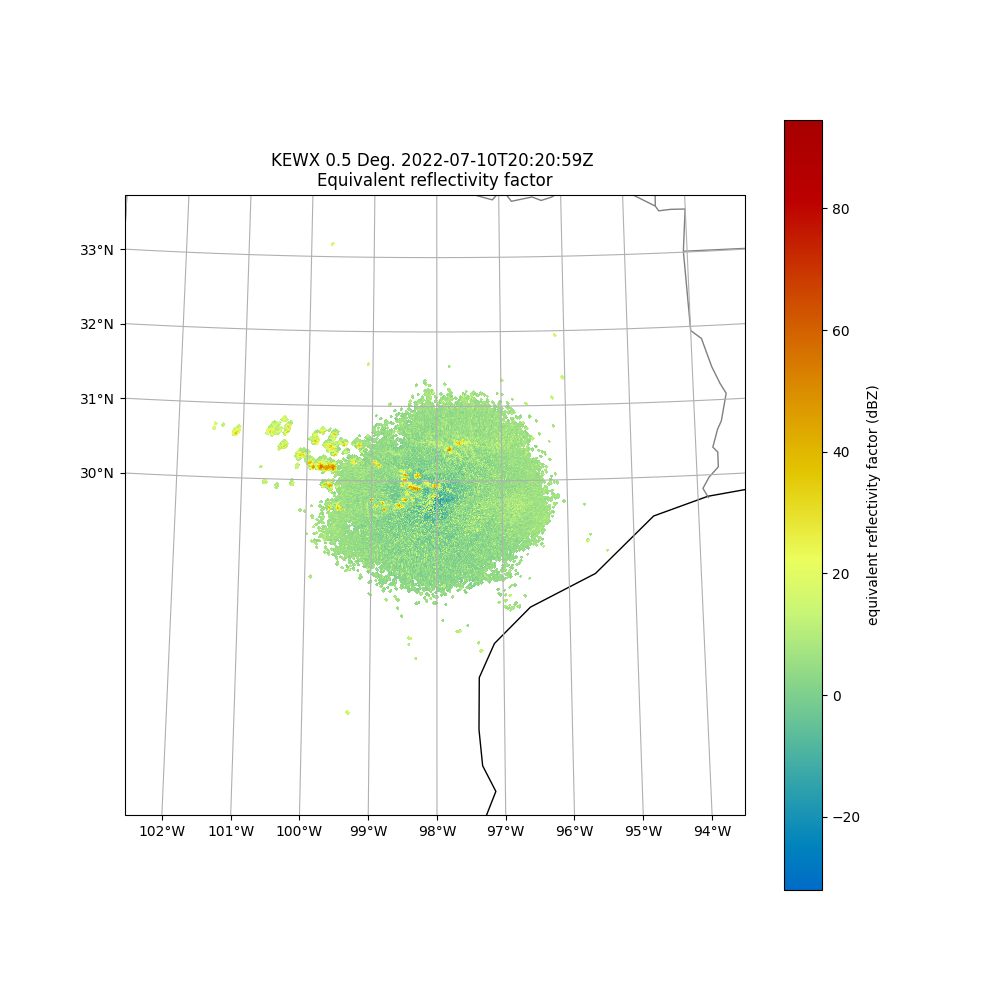 KEWX 0.5 Deg. 2022-07-10T20:20:59Z
Equivalent reflectivity factor
33°N
32°N
31°N
30°N
102°W
101°W
100°W
99°W
98°W
97°W
96°W
95°W
94°W
80
60
40
20
0
−20
equivalent reflectivity factor (dBZ)